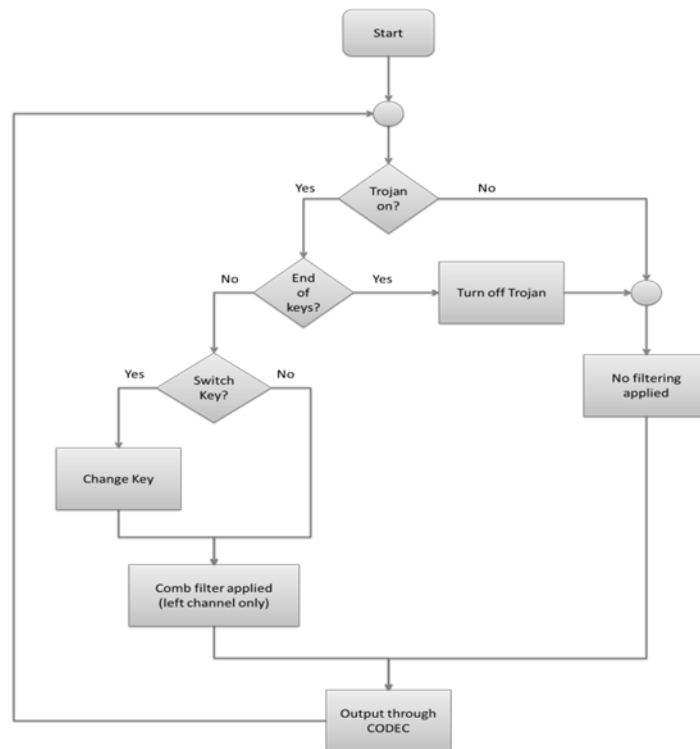 Start
Trojan
on?
Yes
No
End
of
keys?
No
Yes
Turn off Trojan
Switch
Key?
Yes
No
No filtering
applied
Change Key
Comb filter applied
(left channel only)
Output through
CODEC